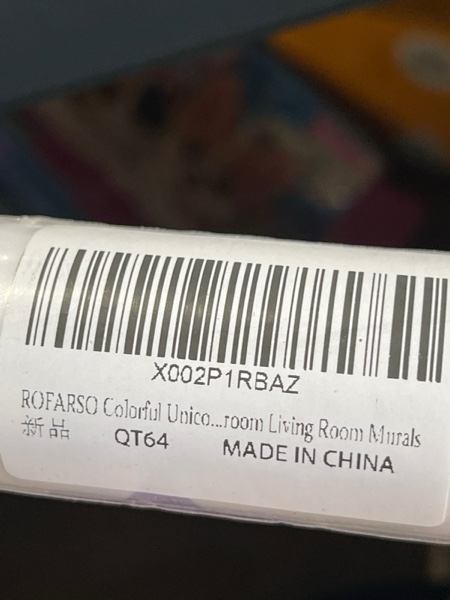 X002P1RBAZ
ROFARSO Colorful Unico...room Living Room Murals
新品 QT64 MADE IN CHINA